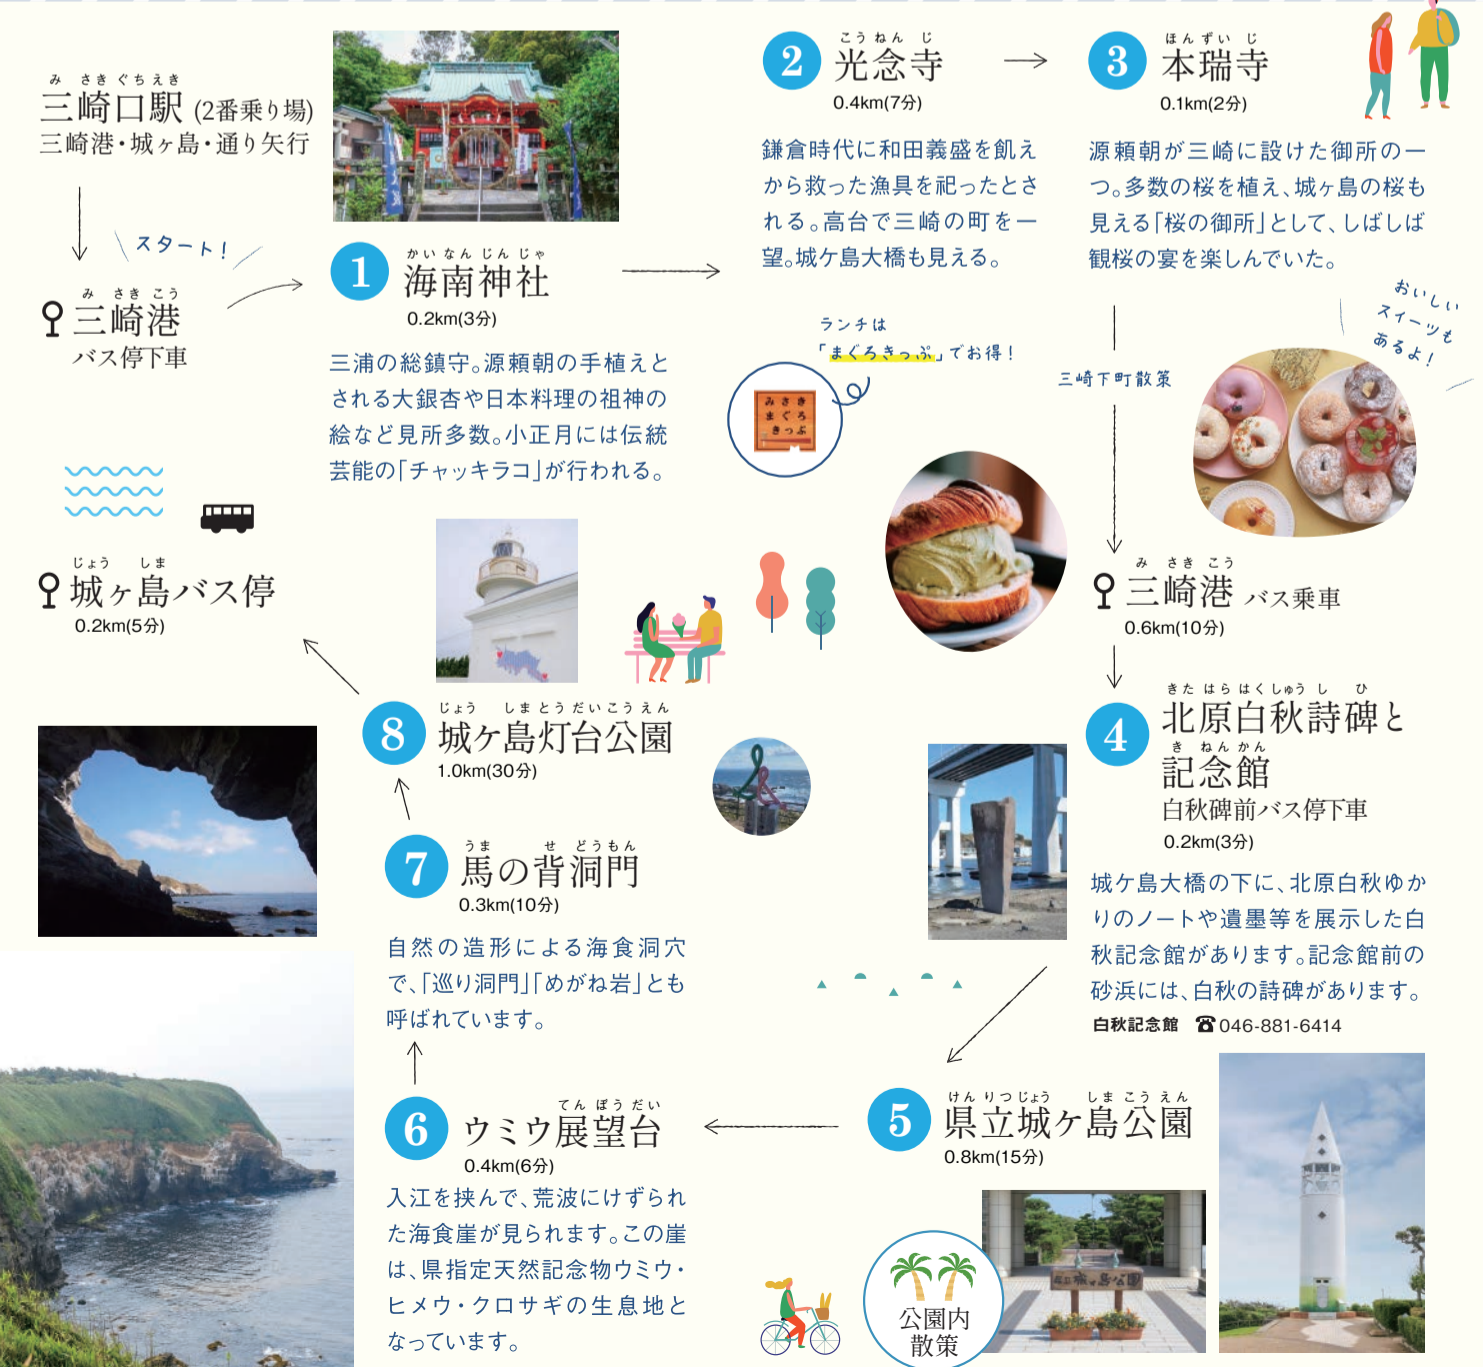 み さき ぐち えき
三崎口駅 (2番乗り場)
三崎港・城ヶ島・通り矢行
スタート!
み さき こう
三崎港
バス停下車
1
かい なん じん じゃ
海南神社
0.2km(3分)
三浦の総鎮守。源頼朝の手植えと
される大銀杏や日本料理の祖神の
絵など見所多数。小正月には伝統
芸能の「チャッキラコ」が行われる。
2
こう ねん じ
光念寺
0.4km(7分)
鎌倉時代に和田義盛を飢え
から救った漁具を祀ったとさ
れる。高台で三崎の町を一
望。城ケ島大橋も見える。
3
ほん ずい じ
本瑞寺
0.1km(2分)
源頼朝が三崎に設けた御所の一
つ。多数の桜を植え、城ヶ島の桜も
見える「桜の御所」として、しばしば
観桜の宴を楽しんでいた。
ランチは
「まぐろきっぷ」でお得!
みさき
まぐろ
きっぷ
三崎下町散策
おいしい
スイーツも
あるよ!
み さき こう
三崎港 バス乗車
0.6km(10分)
4
きた はら はく しゅう し ひ
北原白秋詩碑と
き ねん かん
記念館
白秋碑前バス停下車
0.2km(3分)
城ケ島大橋の下に、北原白秋ゆか
りのノートや遺墨等を展示した白
秋記念館があります。記念館前の
砂浜には、白秋の詩碑があります。
白秋記念館 ☎046-881-6414
5
けん りつ じょう しま こう えん
県立城ケ島公園
0.8km(15分)
公園内
散策
6
てん ぼう だい
ウミウ展望台
0.4km(6分)
入江を挟んで、荒波にけずられ
た海食崖が見られます。この崖
は、県指定天然記念物ウミウ・
ヒメウ・クロサギの生息地と
なっています。
7
うま せ どうもん
馬の背洞門
0.3km(10分)
自然の造形による海食洞穴
で、「巡り洞門」「めがね岩」とも
呼ばれています。
8
じょう しま とう だい こう えん
城ケ島灯台公園
1.0km(30分)
じょう しま
城ヶ島バス停
0.2km(5分)